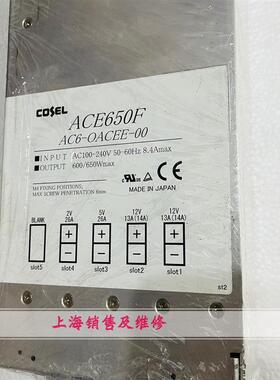 COSEL
ACE650F
AC6-OACEE-00
INPUT AC100-240V 50-60Hz 8.4Amax
OUTPUT 600/650Wmax
M4 FIXING POSITIONS;
MAX SCREW PENETRATION 6mm
MADE IN JAPAN
BLANK 2V 5V 12V 12V
26A 26A 13A(14A) 13A(14A)
+ + + +
− − − −
slot5 slot4 slot3 slot2 slot1
st2
上海销售及维修